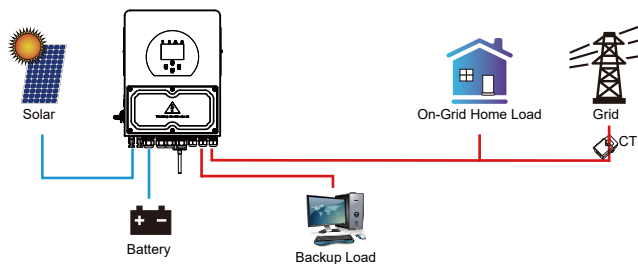 Solar
On-Grid Home Load
Grid
CT
Battery
Backup Load